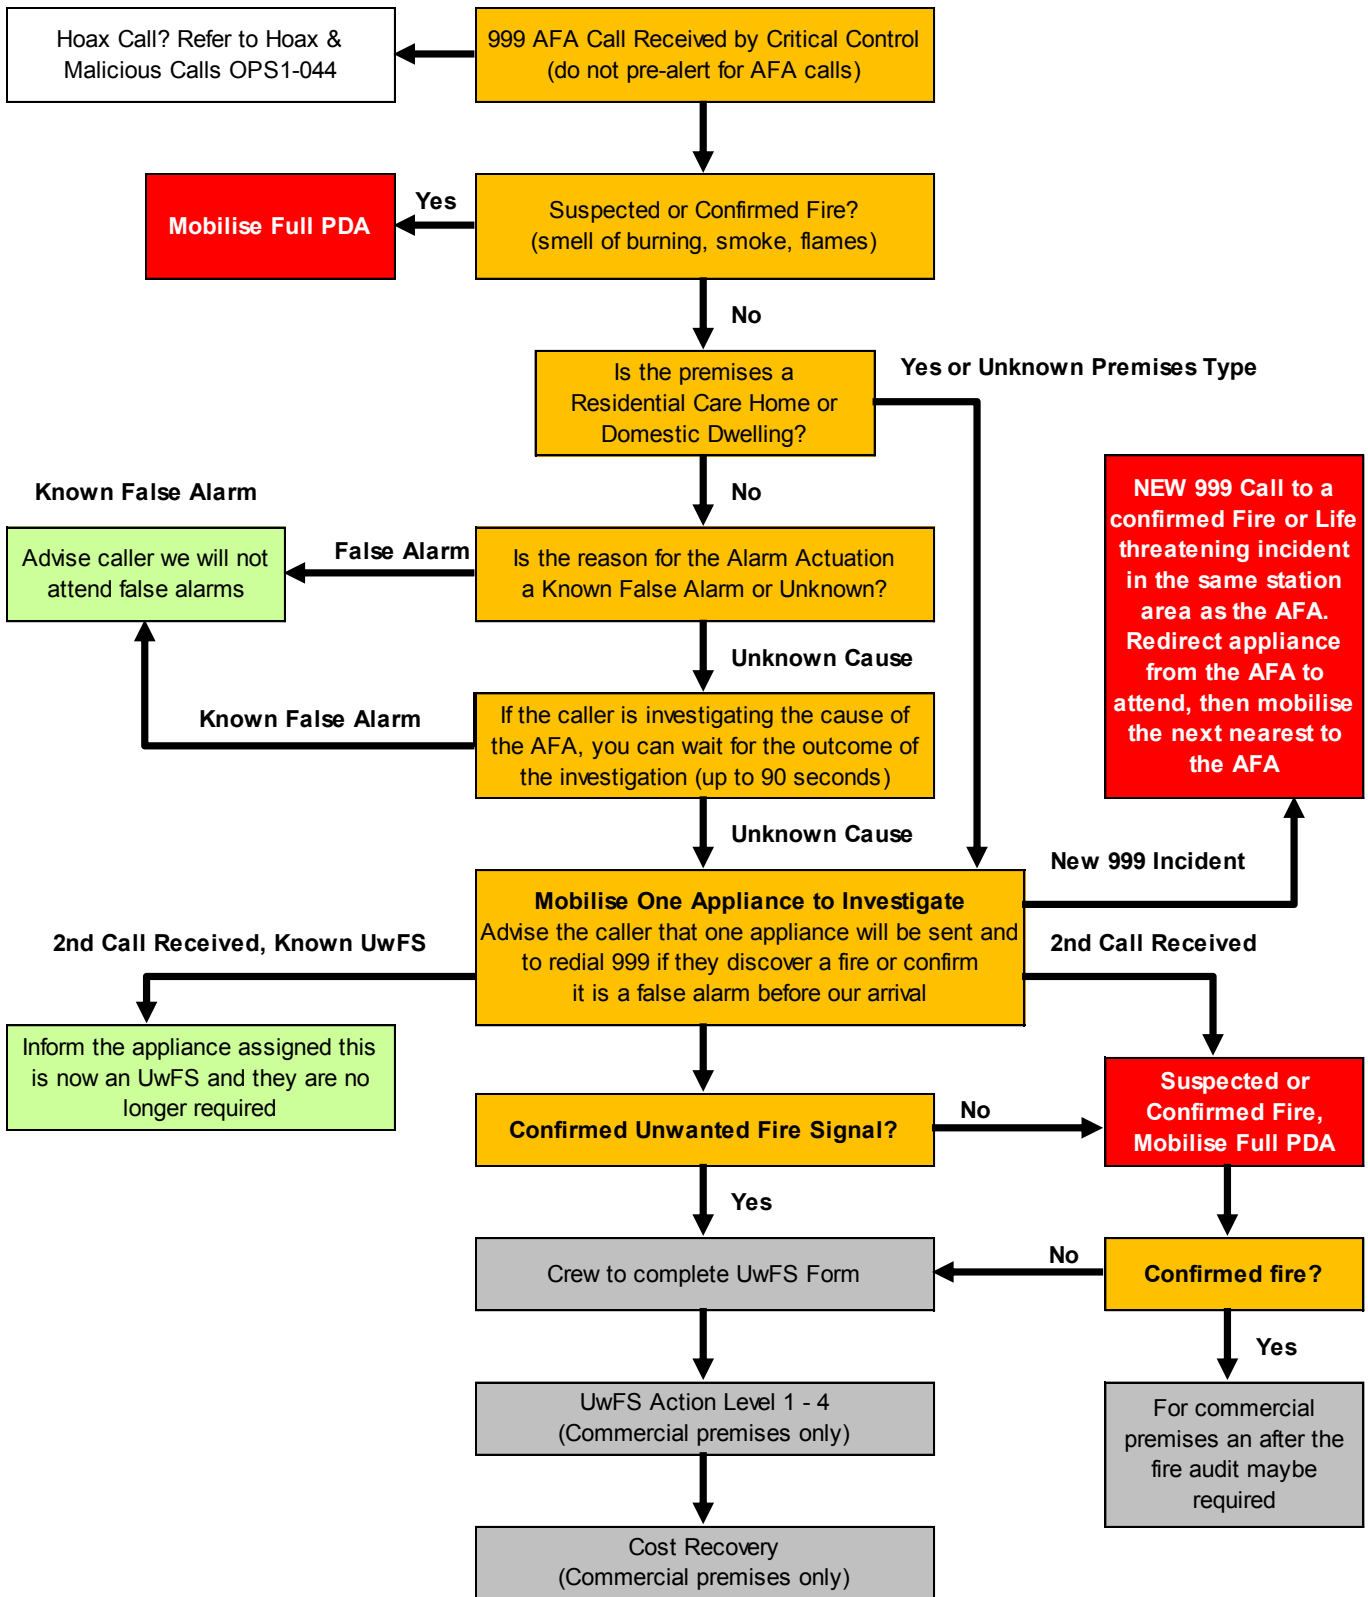 Hoax Call? Refer to Hoax &
Malicious Calls OPS1-044
999 AFA Call Received by Critical Control
(do not pre-alert for AFA calls)
Mobilise Full PDA
Yes
Suspected or Confirmed Fire?
(smell of burning, smoke, flames)
No
Is the premises a
Residential Care Home or
Domestic Dwelling?
Yes or Unknown Premises Type
No
Known False Alarm
Advise caller we will not
attend false alarms
False Alarm
Is the reason for the Alarm Actuation
a Known False Alarm or Unknown?
NEW 999 Call to a
confirmed Fire or Life
threatening incident
in the same station
area as the AFA.
Redirect appliance
from the AFA to
attend, then mobilise
the next nearest to
the AFA
Unknown Cause
Known False Alarm
If the caller is investigating the cause of
the AFA, you can wait for the outcome of
the investigation (up to 90 seconds)
Unknown Cause
New 999 Incident
Mobilise One Appliance to Investigate
Advise the caller that one appliance will be sent and
to redial 999 if they discover a fire or confirm
it is a false alarm before our arrival
2nd Call Received, Known UwFS
2nd Call Received
Inform the appliance assigned this
is now an UwFS and they are no
longer required
Confirmed Unwanted Fire Signal?
No
Suspected or
Confirmed Fire,
Mobilise Full PDA
Yes
Crew to complete UwFS Form
No
Confirmed fire?
Yes
UwFS Action Level 1 - 4
(Commercial premises only)
For commercial
premises an after the
fire audit maybe
required
Cost Recovery
(Commercial premises only)